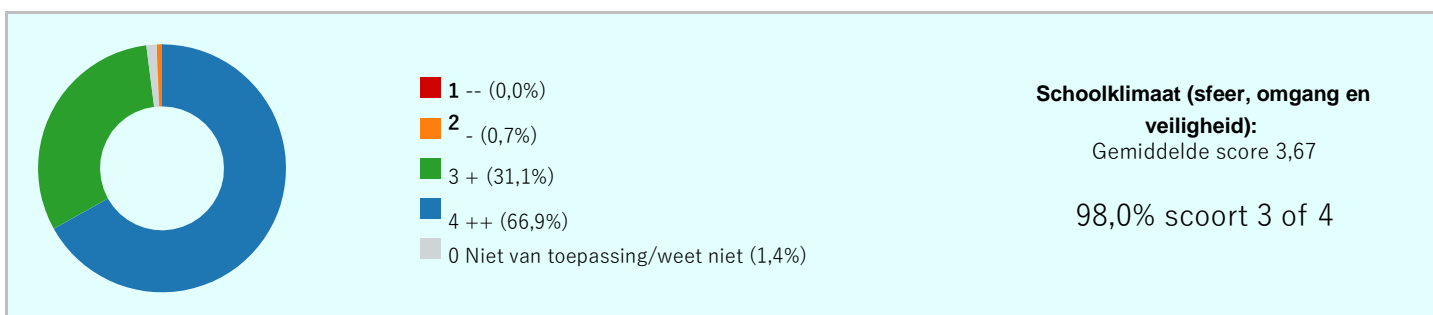 1 -- (0,0%)
2 - (0,7%)
3 + (31,1%)
4 ++ (66,9%)
0 Niet van toepassing/weet niet (1,4%)
Schoolklimaat (sfeer, omgang en
veiligheid):
Gemiddelde score 3,67
98,0% scoort 3 of 4